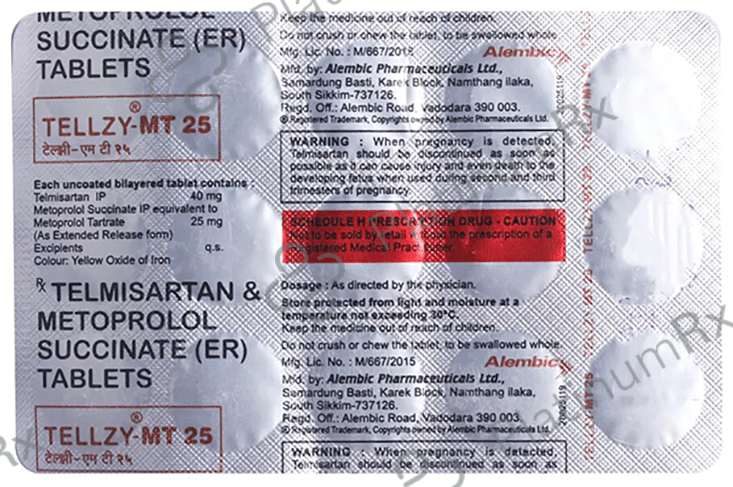 METOPROLOL
SUCCINATE (ER)
TABLETS
TELLZY-MT 25
®
टेल्झी-एम टी २५
Each uncoated bilayered tablet contains :
Telmisartan IP 40 mg
Metoprolol Succinate IP equivalent to
Metoprolol Tartrate 25 mg
(As Extended Release form)
Excipients q.s.
Colour: Yellow Oxide of Iron
℞ TELMISARTAN &
METOPROLOL
SUCCINATE (ER)
TABLETS
TELLZY-MT 25
®
टेल्झी-एम टी २५
Keep the medicine out of reach of children.
Do not crush or chew the tablet, to be swallowed whole.
Mfg. Lic. No. : M/667/2015
Alembic
Mfd. by: Alembic Pharmaceuticals Ltd.,
Samardung Basti, Karek Block, Namthang ilaka,
South Sikkim-737126.
Regd. Off.: Alembic Road, Vadodara 390 003.
® Registered Trademark, Copyrights owned by Alembic Pharmaceuticals Ltd.
WARNING : When pregnancy is detected,
Telmisartan should be discontinued as soon as
possible as it can cause injury and even death to the
developing fetus when used during second and third
trimesters of pregnancy.
SCHEDULE H PRESCRIPTION DRUG - CAUTION
Not to be sold by retail without the prescription of a
Registered Medical Practitioner.
Dosage : As directed by the physician.
Store protected from light and moisture at a
temperature not exceeding 30°C.
Keep the medicine out of reach of children.
Do not crush or chew the tablet, to be swallowed whole.
Mfg. Lic. No. : M/667/2015
Alembic
Mfd. by: Alembic Pharmaceuticals Ltd.,
Samardung Basti, Karek Block, Namthang ilaka,
South Sikkim-737126.
Regd. Off.: Alembic Road, Vadodara 390 003.
® Registered Trademark, Copyrights owned by Alembic Pharmaceuticals Ltd.
WARNING : When pregnancy is detected,
Telmisartan should be discontinued as soon as
TELLZY-MT 25
MT 25
PlatinumRx